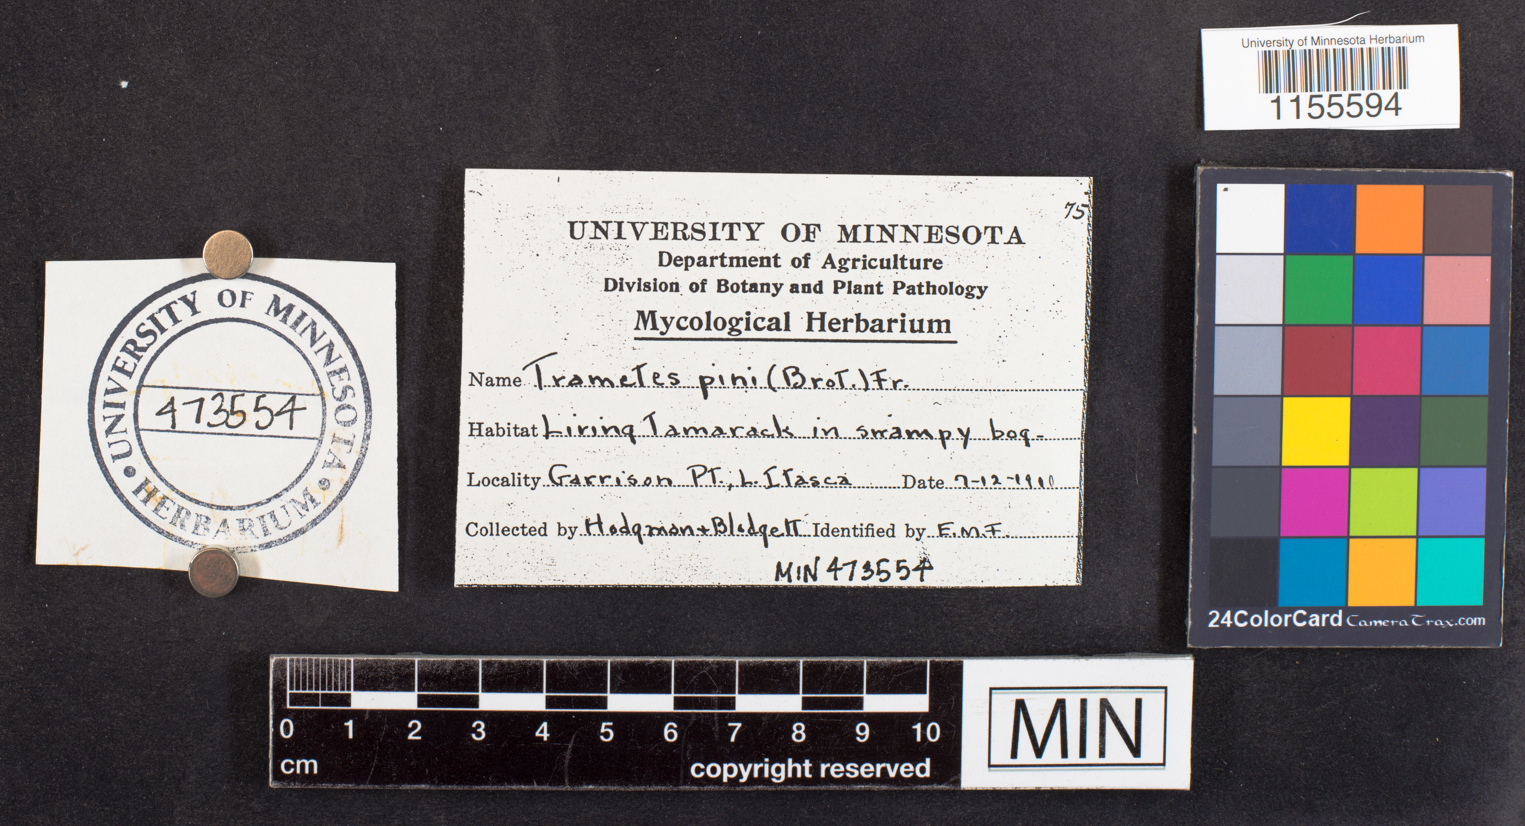 University of Minnesota Herbarium
1155594
UNIVERSITY OF MINNESOTA
473554
HERBARIUM
75
UNIVERSITY OF MINNESOTA
Department of Agriculture
Division of Botany and Plant Pathology
Mycological Herbarium
Name Trametes pini (Brot.) Fr.
Habitat Living Tamarack in swampy bog-
Locality Garrison Pt., L. Itasca Date 7-12-1910
Collected by Hodgman + Blodgett Identified by E.M.F.
MIN 473554
24ColorCard CameraTrax.com
0 1 2 3 4 5 6 7 8 9 10
cm copyright reserved
MIN